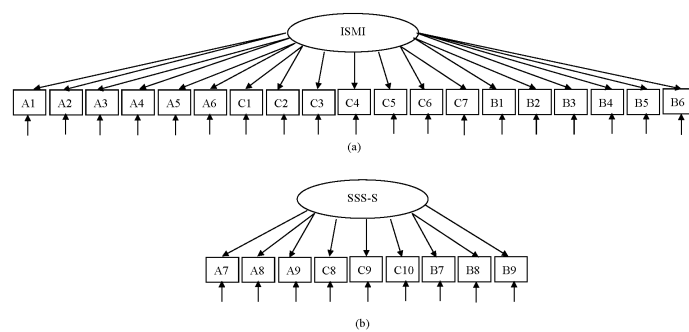 ISMI
A1 A2 A3 A4 A5 A6 C1 C2 C3 C4 C5 C6 C7 B1 B2 B3 B4 B5 B6
(a)
SSS-S
A7 A8 A9 C8 C9 C10 B7 B8 B9
(b)